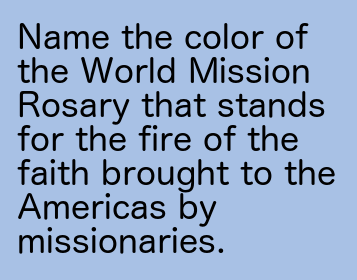 Name the color of
the World Mission
Rosary that stands
for the fire of the
faith brought to the
Americas by
missionaries.